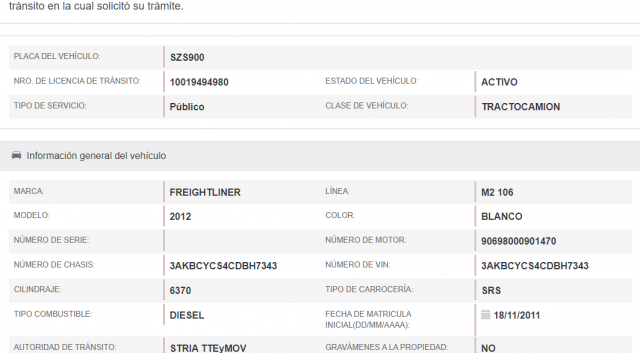 tránsito en la cual solicitó su trámite.
PLACA DEL VEHÍCULO: SZS900
NRO. DE LICENCIA DE TRÁNSITO: 10019494980 ESTADO DEL VEHÍCULO: ACTIVO
TIPO DE SERVICIO: Público CLASE DE VEHÍCULO: TRACTOCAMION
Información general del vehículo
MARCA: FREIGHTLINER LÍNEA: M2 106
MODELO: 2012 COLOR: BLANCO
NÚMERO DE SERIE: NÚMERO DE MOTOR: 90698000901470
NÚMERO DE CHASIS: 3AKBCYCS4CDBH7343 NÚMERO DE VIN: 3AKBCYCS4CDBH7343
CILINDRAJE: 6370 TIPO DE CARROCERÍA: SRS
TIPO COMBUSTIBLE: DIESEL FECHA DE MATRICULA 18/11/2011
INICIAL(DD/MM/AAAA):
AUTORIDAD DE TRÁNSITO: STRIA TTEyMOV GRAVÁMENES A LA PROPIEDAD: NO